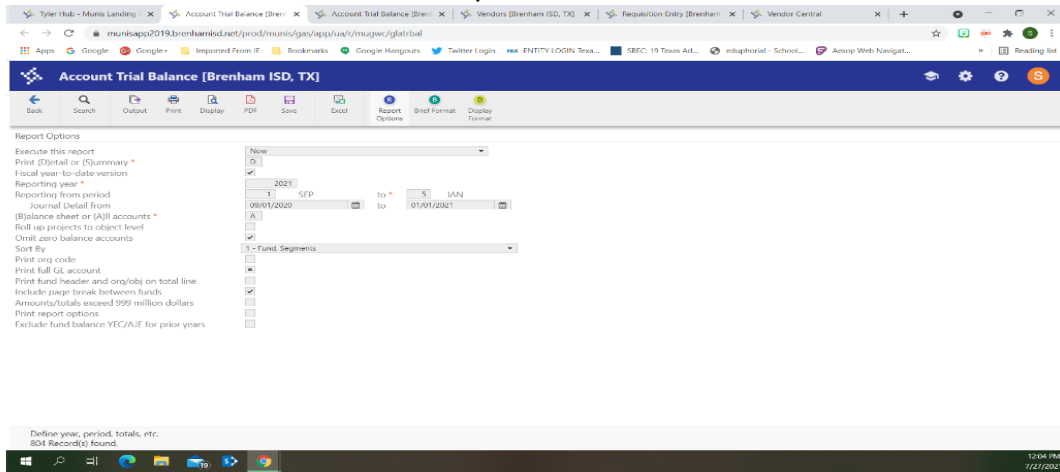 Tyler Hub - Munis Landing
Account Trial Balance [Bren
Account Trial Balance [Bren
Vendors [Brenham ISD, TX]
Requisition Entry [Brenham
Vendor Central
munisapp2019.brenhamisd.net/prod/munis/gas/app/ua/r/mugwc/glatrbal
Apps Google Google+ Imported From IE Bookmarks Google Hangouts Twitter Login ENTITY LOGIN Texa... SBEC: 19 Texas Ad... eduphoria! - School... Aesop Web Navigat... » Reading list
Account Trial Balance [Brenham ISD, TX] S
Back Search Output Print Display PDF Save Excel Report Options Brief Format Display Format
Report Options
Execute this report Now
Print (D)etail or (S)ummary * D
Fiscal year-to-date version
Reporting year * 2021
Reporting from period 1 SEP to * 5 JAN
Journal Detail from 09/01/2020 to 01/01/2021
(B)alance sheet or (A)ll accounts * A
Roll up projects to object level
Omit zero balance accounts
Sort By 1 - Fund, Segments
Print org code
Print full GL account
Print fund header and org/obj on total line
Include page break between funds
Amounts/totals exceed 999 million dollars
Print report options
Exclude fund balance YEC/AJE for prior years
Define year, period, totals, etc.
804 Record(s) found.
19
12:04 PM